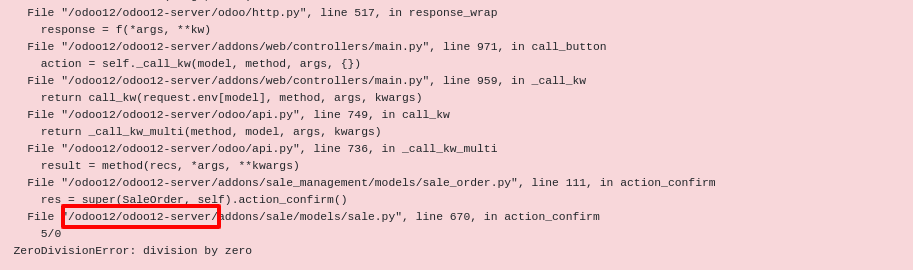 File "/odoo12/odoo12-server/odoo/http.py", line 517, in response_wrap
response = f(*args, **kw)
File "/odoo12/odoo12-server/addons/web/controllers/main.py", line 971, in call_button
action = self._call_kw(model, method, args, {})
File "/odoo12/odoo12-server/addons/web/controllers/main.py", line 959, in _call_kw
return call_kw(request.env[model], method, args, kwargs)
File "/odoo12/odoo12-server/odoo/api.py", line 749, in call_kw
return _call_kw_multi(method, model, args, kwargs)
File "/odoo12/odoo12-server/odoo/api.py", line 736, in _call_kw_multi
result = method(recs, *args, **kwargs)
File "/odoo12/odoo12-server/addons/sale_management/models/sale_order.py", line 111, in action_confirm
res = super(SaleOrder, self).action_confirm()
File "/odoo12/odoo12-server/addons/sale/models/sale.py", line 670, in action_confirm
5/0
ZeroDivisionError: division by zero